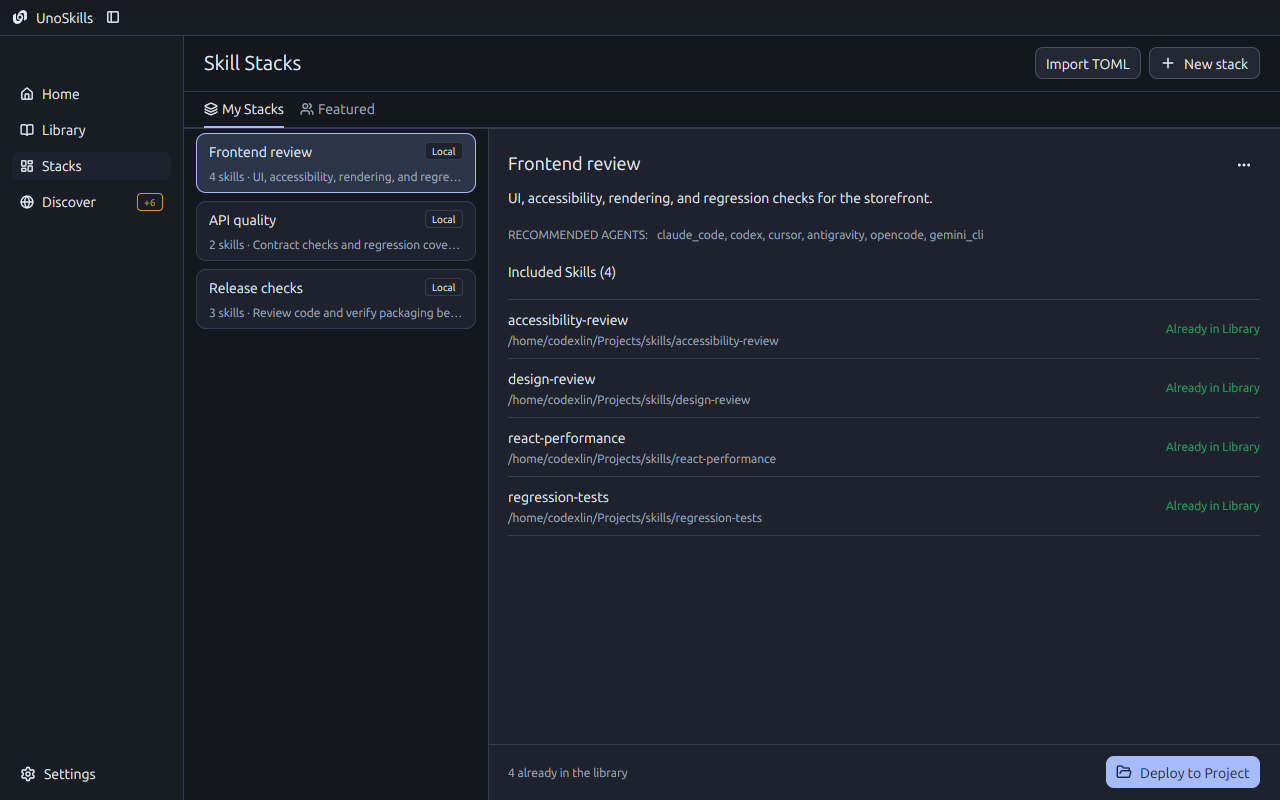 UnoSkills
Home
Library
Stacks
Discover
+6
Settings
Skill Stacks
Import TOML
New stack
My Stacks
Featured
Frontend review
Local
4 skills · UI, accessibility, rendering, and regre...
API quality
Local
2 skills · Contract checks and regression cove...
Release checks
Local
3 skills · Review code and verify packaging be...
Frontend review
UI, accessibility, rendering, and regression checks for the storefront.
RECOMMENDED AGENTS: claude_code, codex, cursor, antigravity, opencode, gemini_cli
Included Skills (4)
accessibility-review
/home/codexlin/Projects/skills/accessibility-review
Already in Library
design-review
/home/codexlin/Projects/skills/design-review
Already in Library
react-performance
/home/codexlin/Projects/skills/react-performance
Already in Library
regression-tests
/home/codexlin/Projects/skills/regression-tests
Already in Library
4 already in the library
Deploy to Project